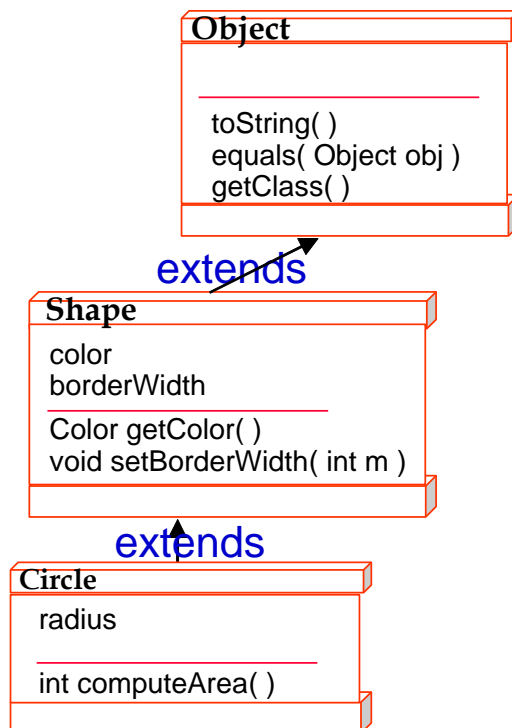 Object
toString( )
equals( Object obj )
getClass( )
extends
Shape
color
borderWidth
Color getColor( )
void setBorderWidth( int m )
extends
Circle
radius
int computeArea( )